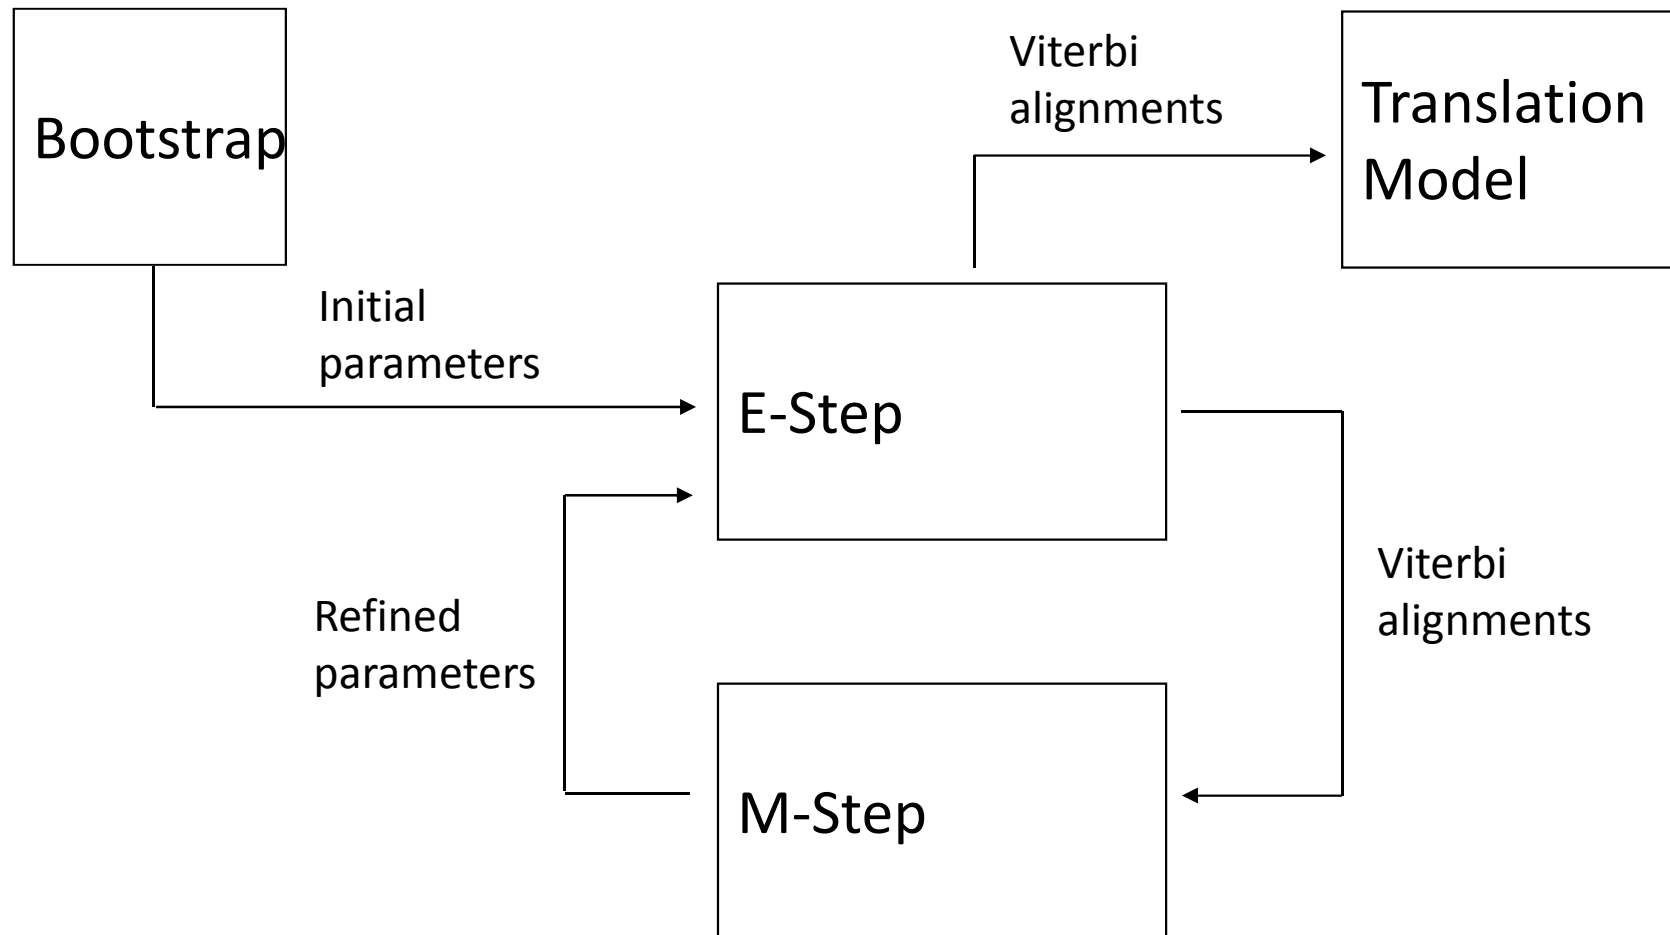 Bootstrap
Viterbi
alignments
Translation
Model
Initial
parameters
E-Step
Refined
parameters
Viterbi
alignments
M-Step